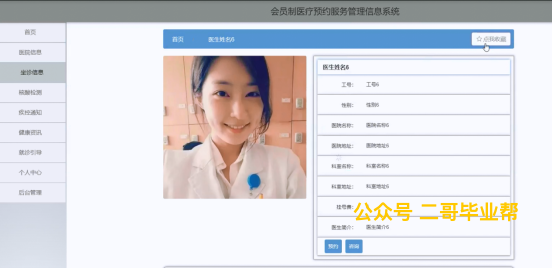 会员制医疗预约服务管理信息系统
首页
医院信息
坐诊信息
核酸检测
疫苗通知
健康资讯
就诊引导
个人中心
后台管理
首页 医生姓名6 ☆ 点我收藏
医生姓名6
工号： 工号6
性别： 性别6
医院名称： 医院名称6
医院地址： 医院地址6
科室名称： 科室名称6
科室地址： 科室地址6
挂号费：
公众号 二哥毕业帮
医生简介： 医生简介6
预约